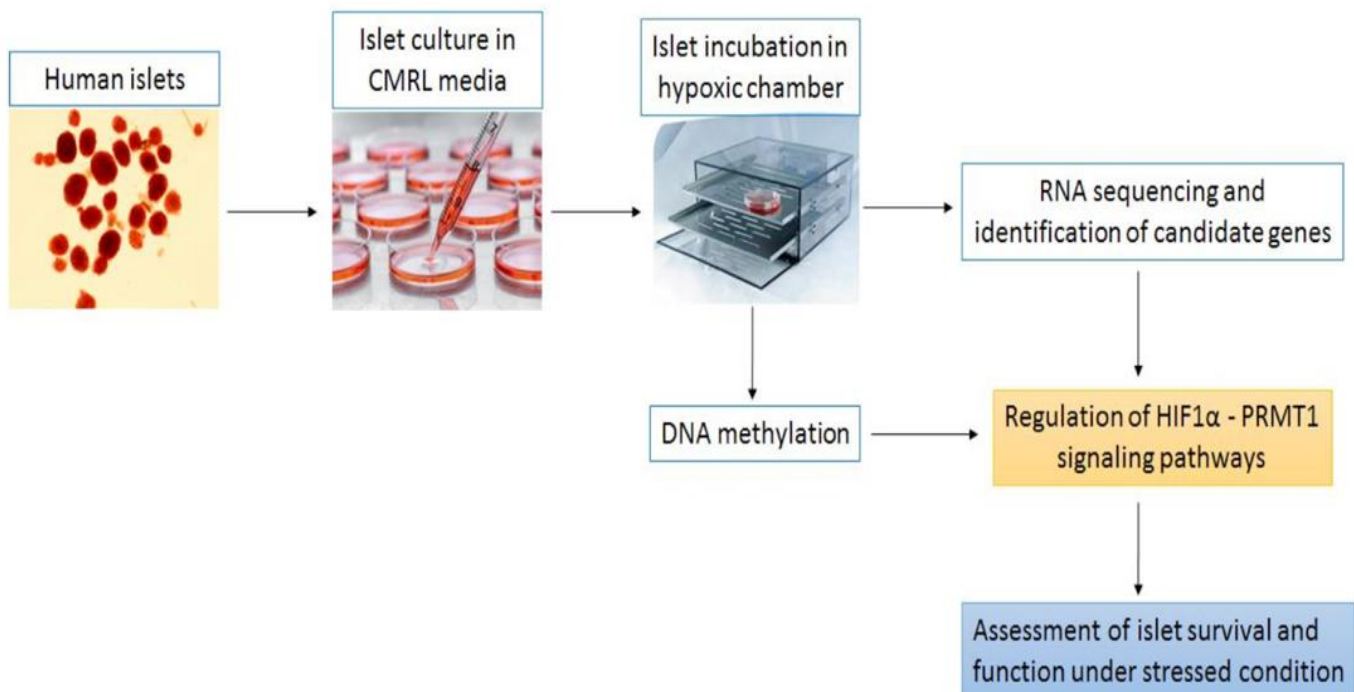 Human islets
Islet culture in
CMRL media
Islet incubation in
hypoxic chamber
RNA sequencing and
identification of candidate genes
DNA methylation
Regulation of HIF1α - PRMT1
signaling pathways
Assessment of islet survival and
function under stressed condition